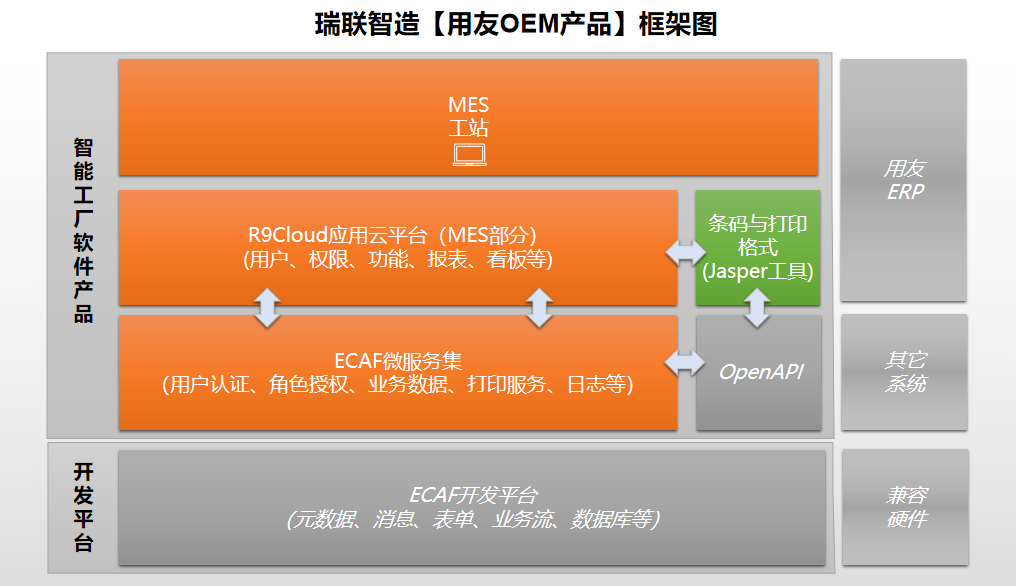 瑞联智造【用友OEM产品】框架图
智能工厂软件产品
MES
工站
R9Cloud应用云平台（MES部分）
(用户、权限、功能、报表、看板等)
条码与打印
格式
(Jasper工具)
ECAF微服务集
（用户认证、角色授权、业务数据、打印服务、日志等）
OpenAPI
开发平台
ECAF开发平台
（元数据、消息、表单、业务流、数据库等）
用友
ERP
其它
系统
兼容
硬件